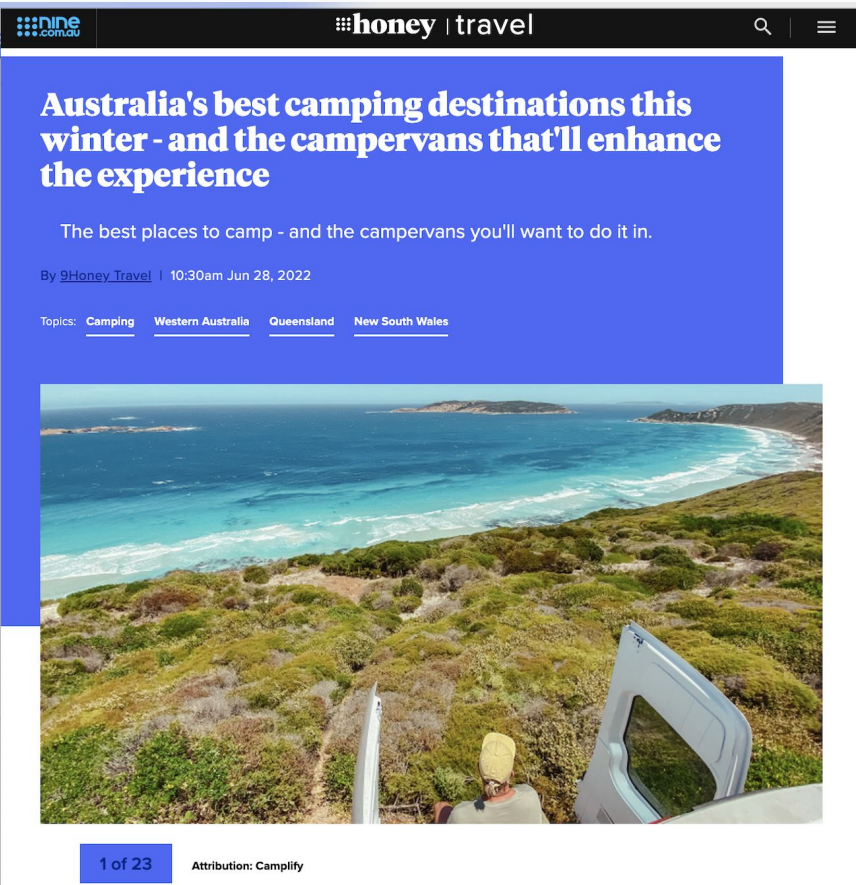 nine
.com.au
honey | travel
Australia's best camping destinations this
winter - and the campervans that'll enhance
the experience
The best places to camp - and the campervans you'll want to do it in.
By 9Honey Travel | 10:30am Jun 28, 2022
Topics: Camping Western Australia Queensland New South Wales
1 of 23
Attribution: Camplify